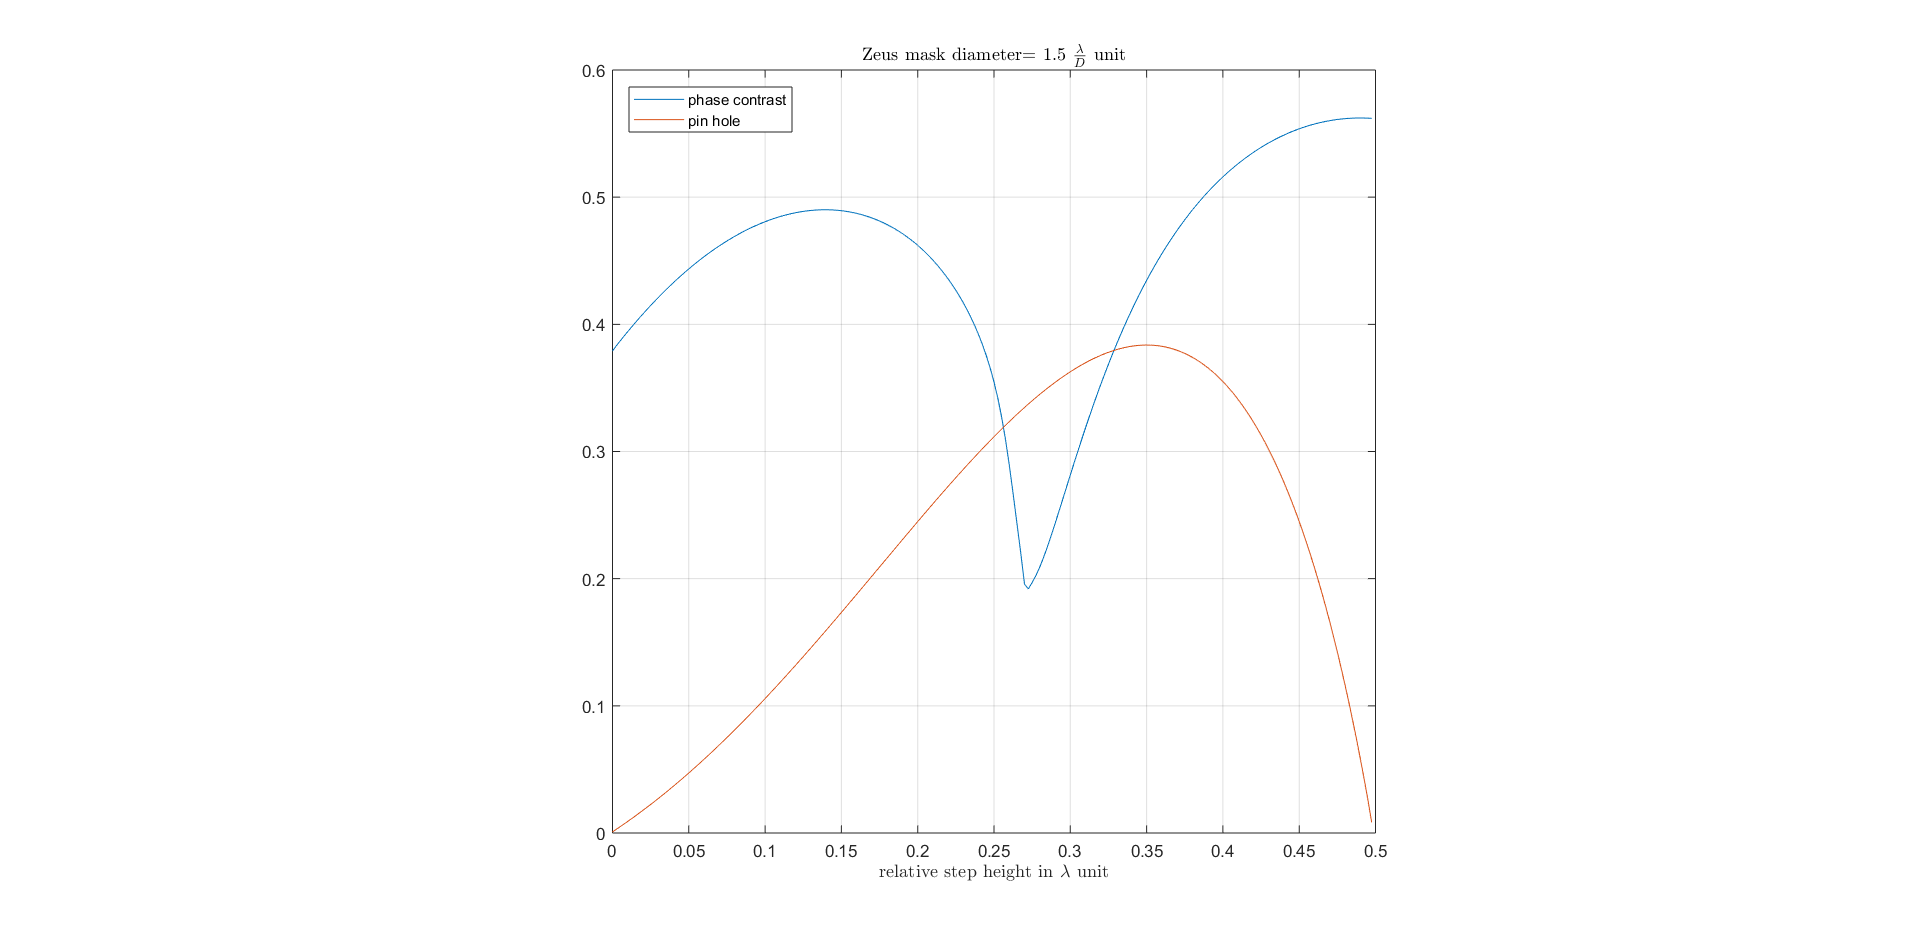 Zeus mask diameter= 1.5 λ/D unit
0.6
phase contrast
pin hole
0.5
0.4
0.3
0.2
0.1
0
0 0.05 0.1 0.15 0.2 0.25 0.3 0.35 0.4 0.45 0.5
relative step height in λ unit